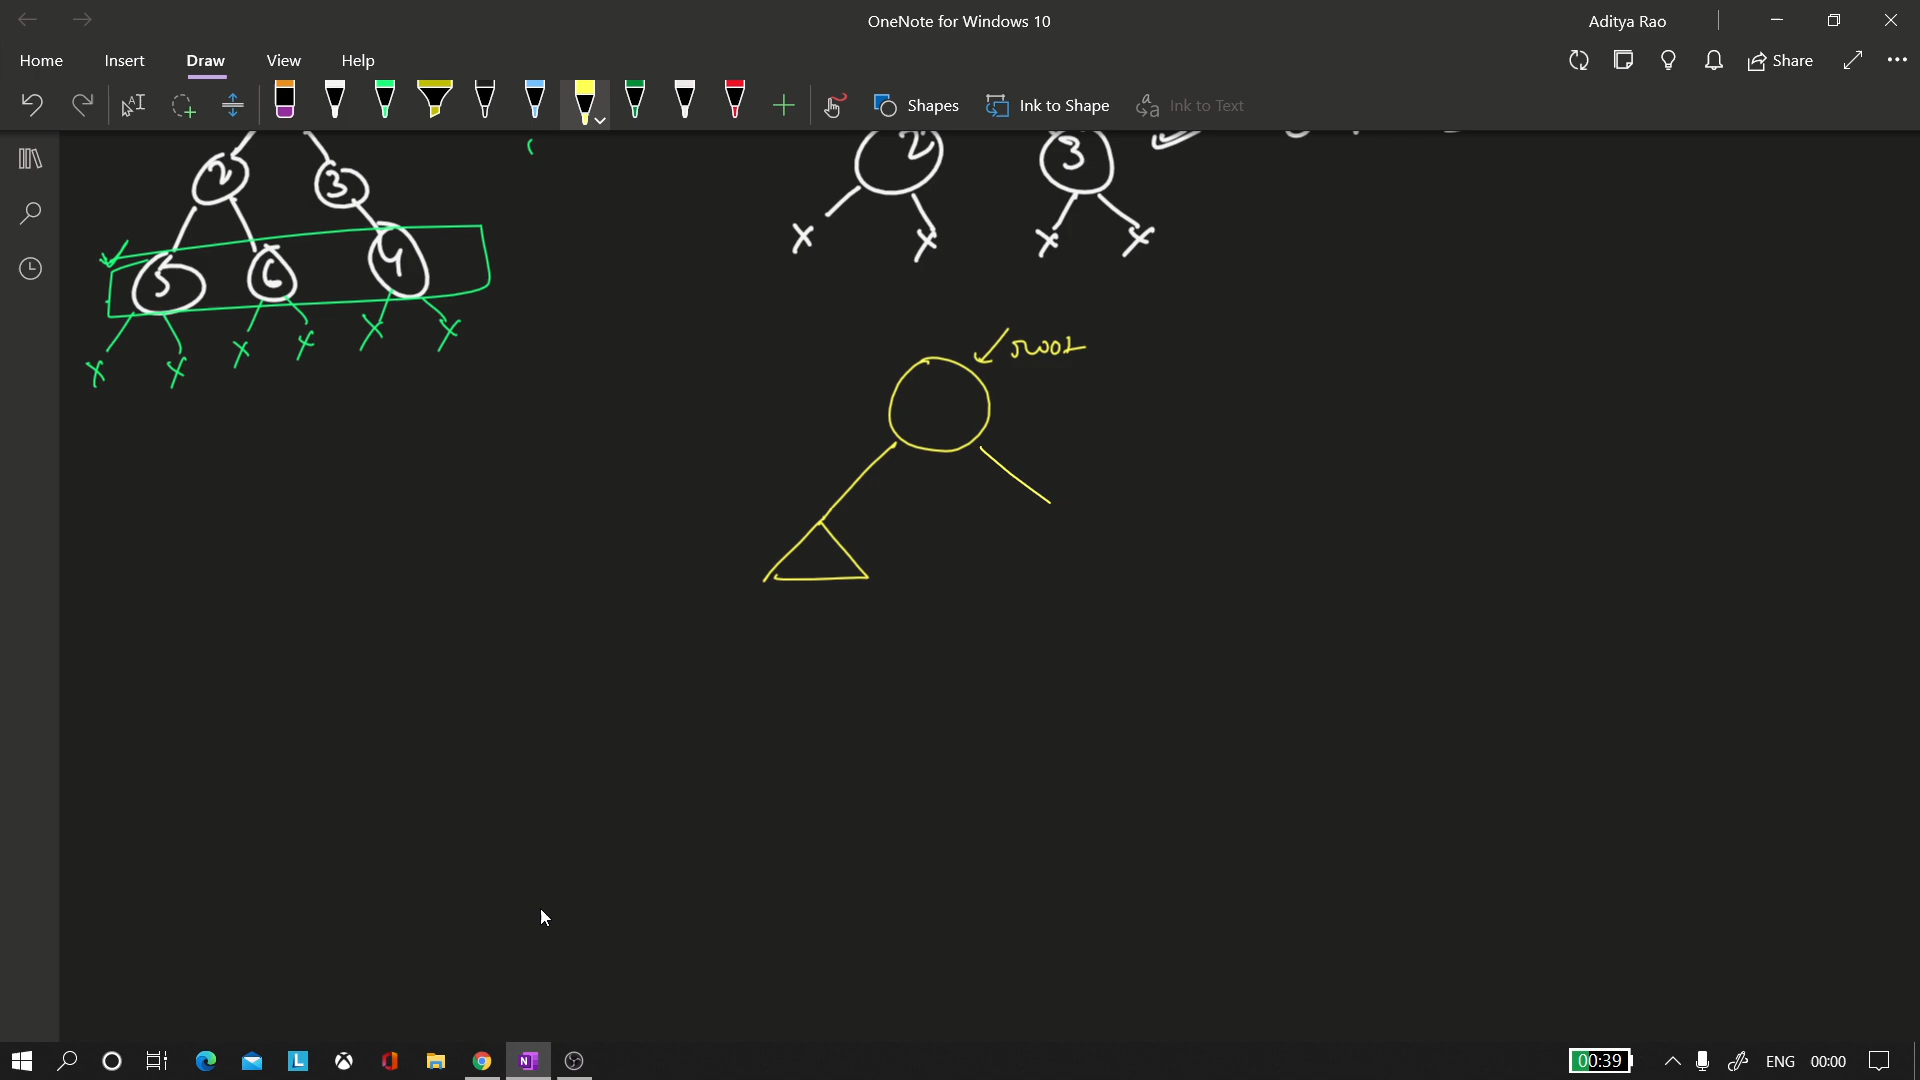 OneNote for Windows 10
Aditya Rao
Home Insert Draw View Help
Share
Shapes
Ink to Shape
Ink to Text
2 3
5 6 4
x x x x x x
2 3
x x x x
root
00:39
ENG
00:00